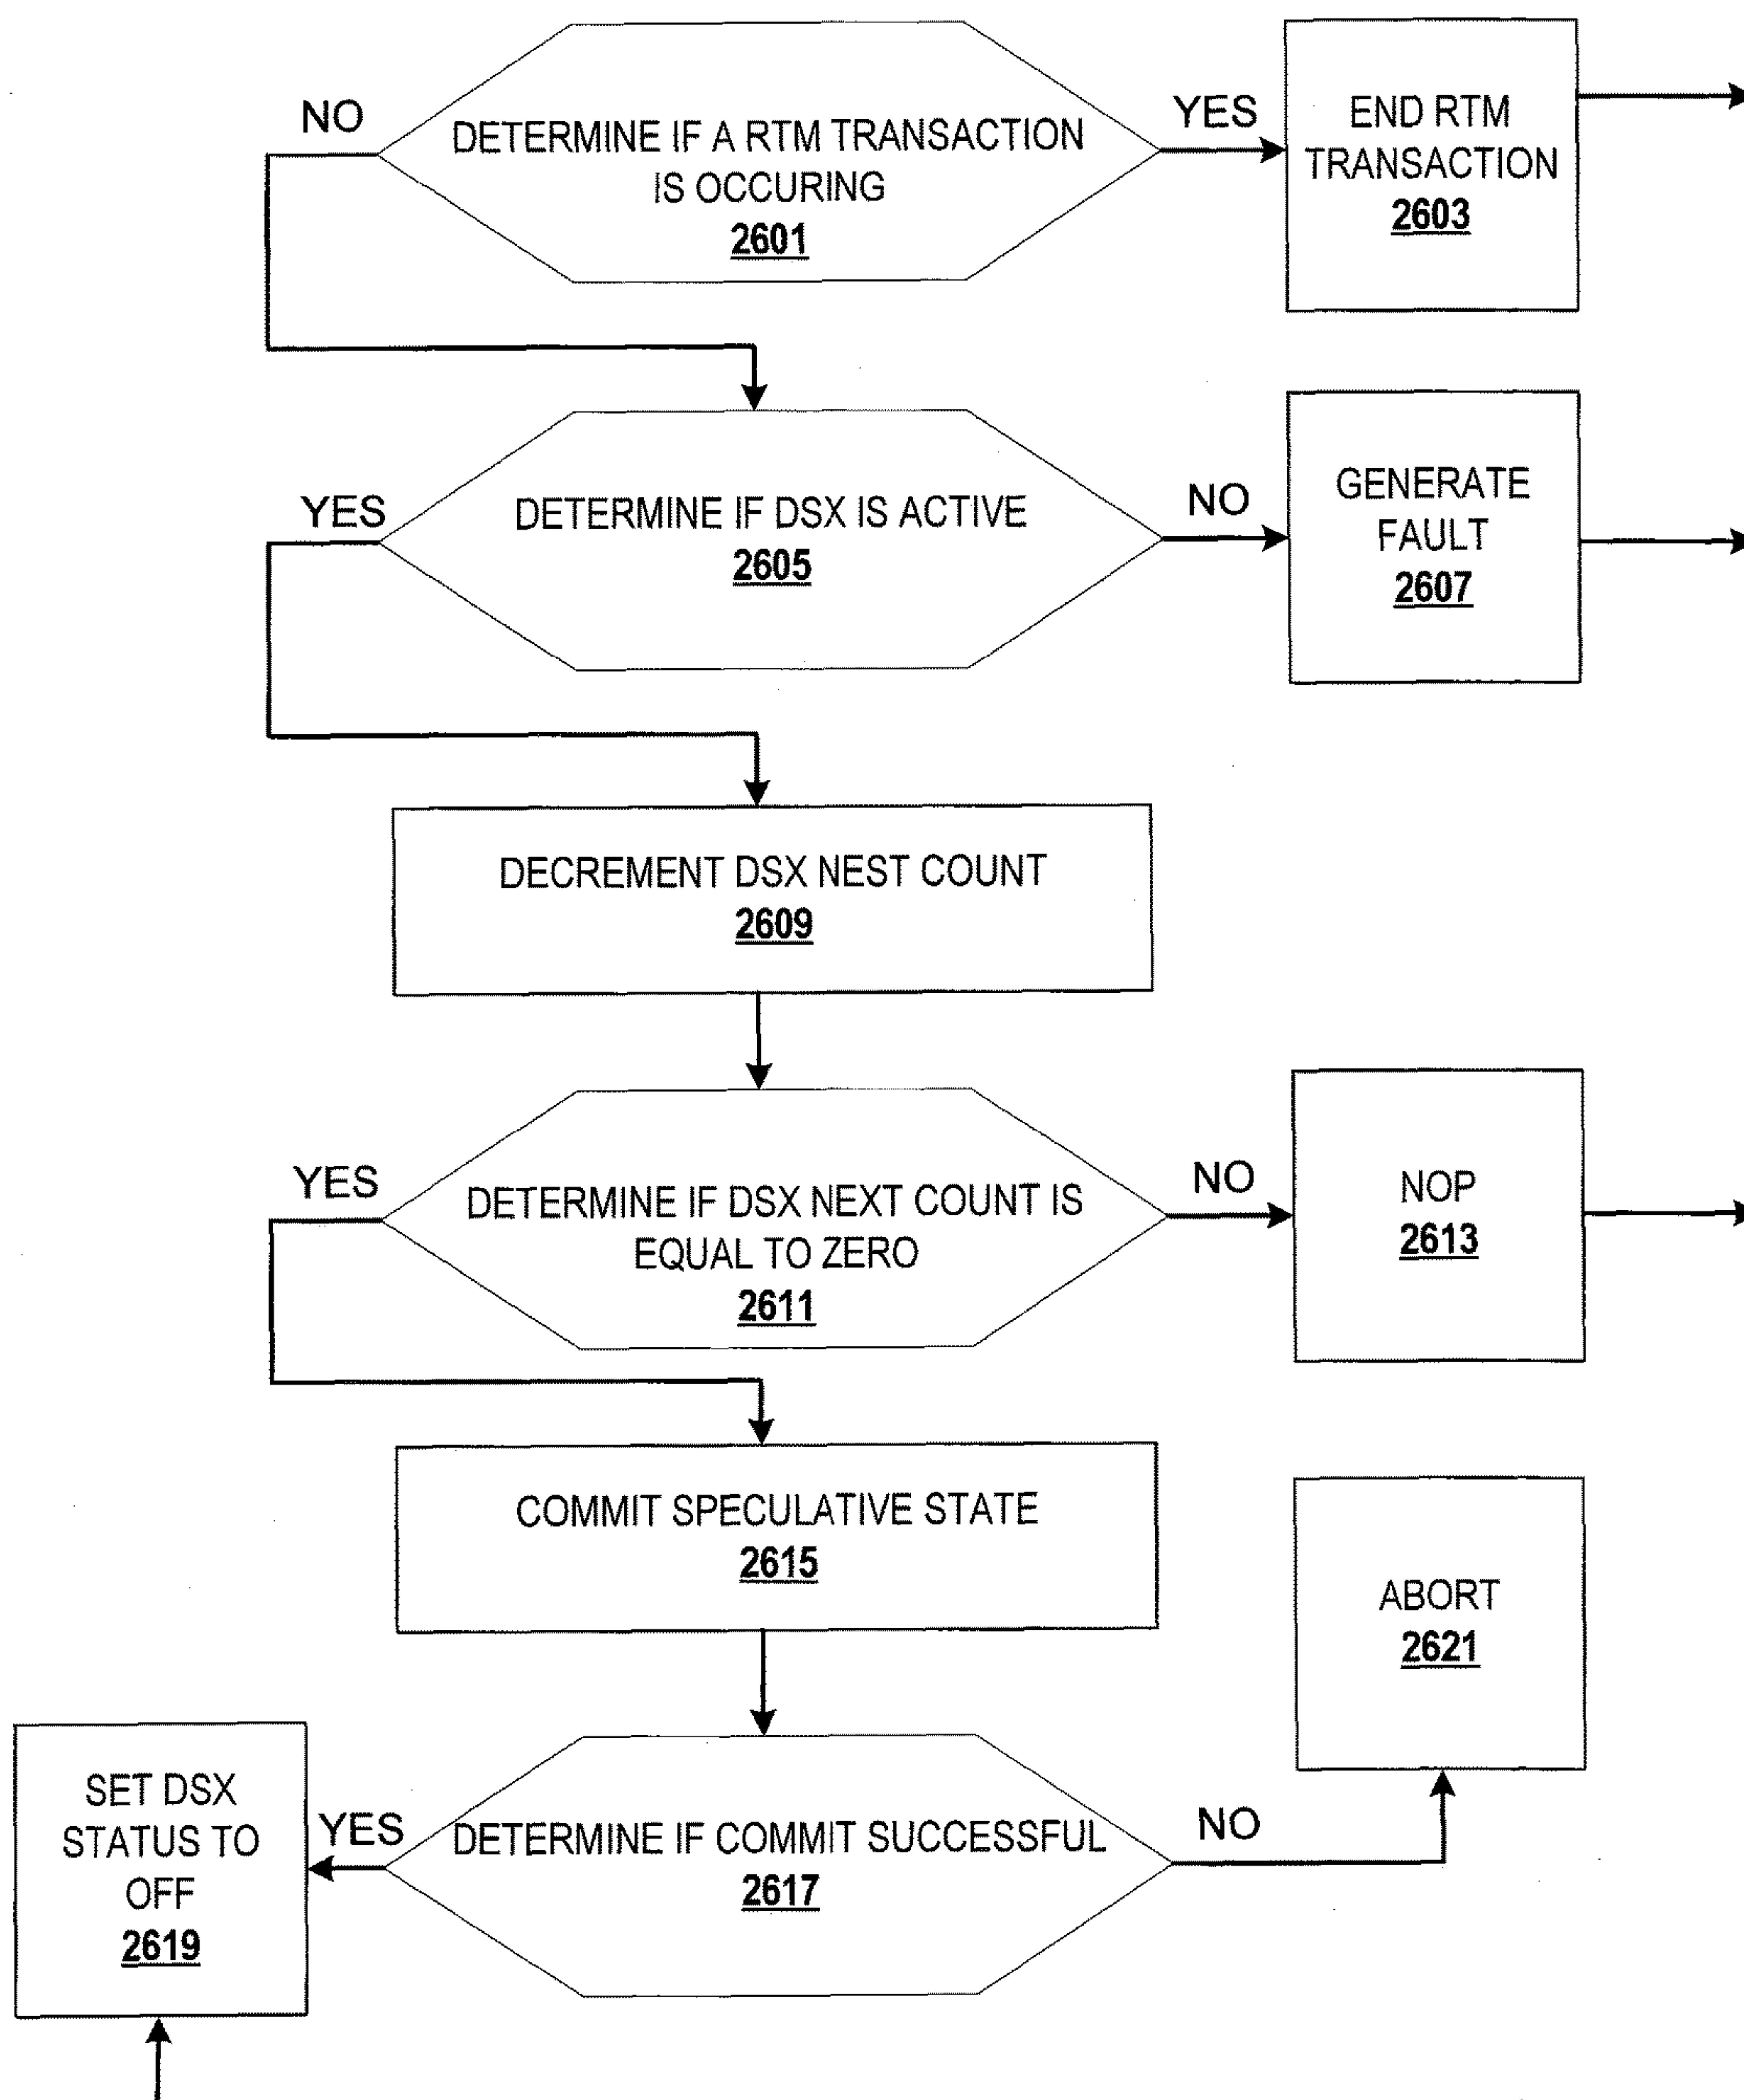 NO
DETERMINE IF A RTM TRANSACTION
IS OCCURING
2601
YES
END RTM
TRANSACTION
2603
YES
DETERMINE IF DSX IS ACTIVE
2605
NO
GENERATE
FAULT
2607
DECREMENT DSX NEST COUNT
2609
YES
DETERMINE IF DSX NEXT COUNT IS
EQUAL TO ZERO
2611
NO
NOP
2613
COMMIT SPECULATIVE STATE
2615
ABORT
2621
SET DSX
STATUS TO
OFF
2619
YES
DETERMINE IF COMMIT SUCCESSFUL
2617
NO